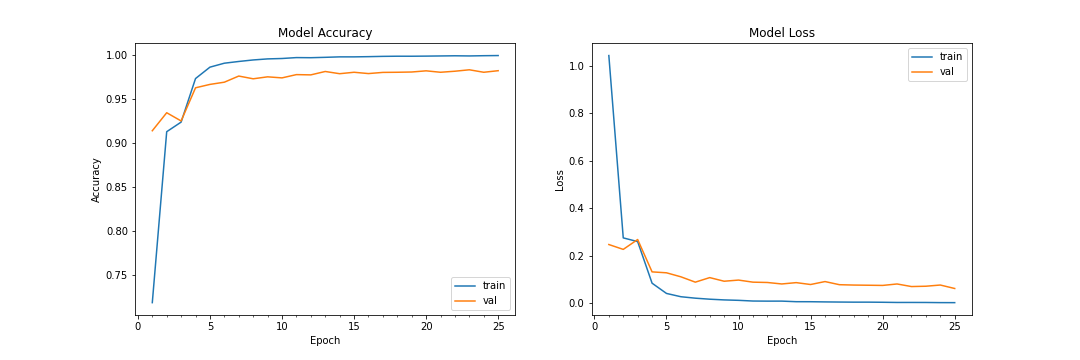 Model Accuracy
1.00
0.95
0.90
0.85
0.80
0.75
Accuracy
train
val
0 5 10 15 20 25
Epoch
Model Loss
1.0
0.8
0.6
0.4
0.2
0.0
Loss
train
val
0 5 10 15 20 25
Epoch